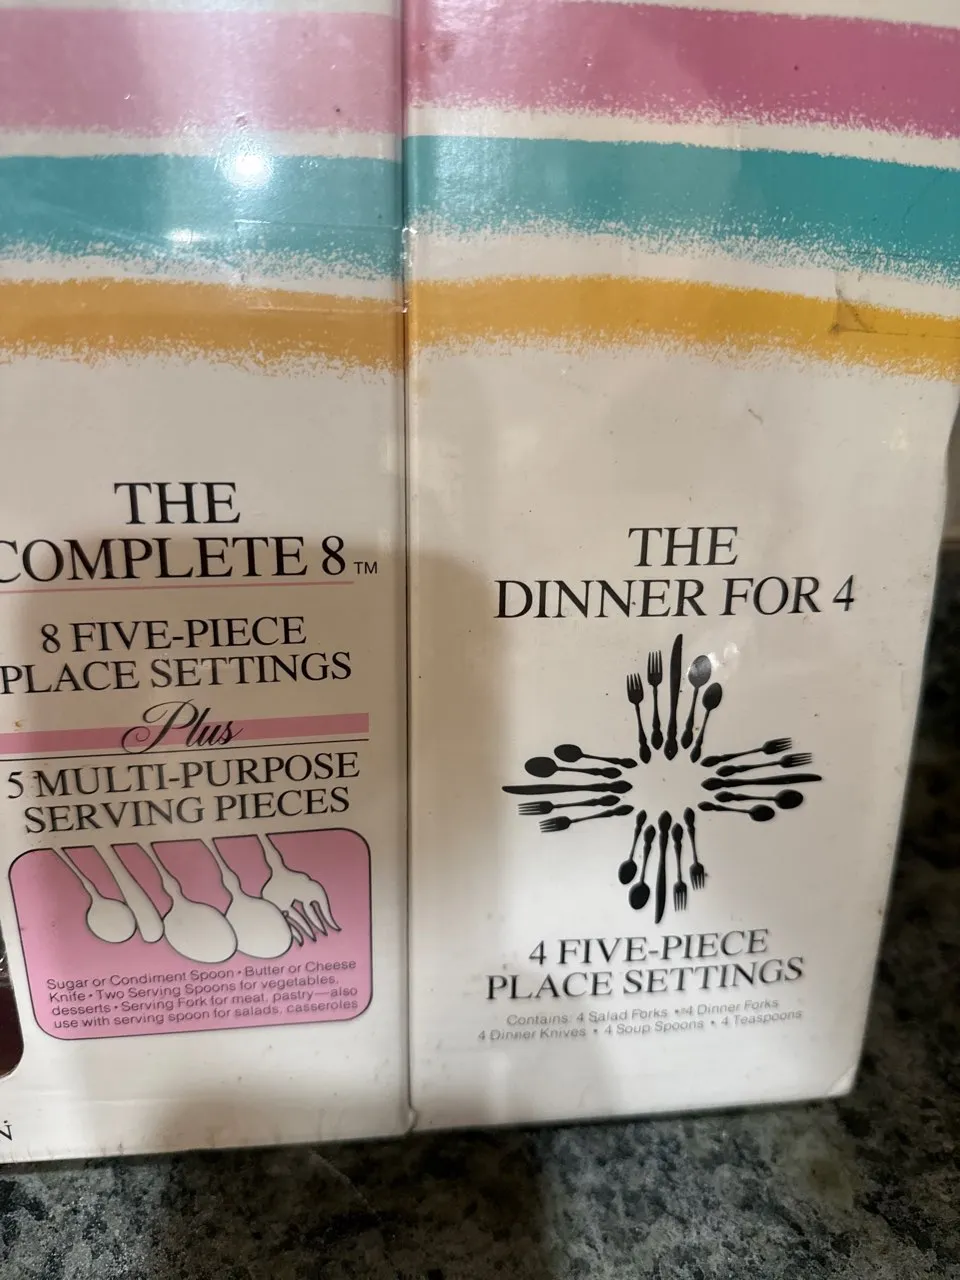 THE
COMPLETE 8™
8 FIVE-PIECE
PLACE SETTINGS
Plus
5 MULTI-PURPOSE
SERVING PIECES
Sugar or Condiment Spoon • Butter or Cheese
Knife • Two Serving Spoons for vegetables,
desserts • Serving Fork for meat, pastry—also
use with serving spoon for salads, casseroles
THE
DINNER FOR 4
4 FIVE-PIECE
PLACE SETTINGS
Contains: 4 Salad Forks • 4 Dinner Forks
4 Dinner Knives • 4 Soup Spoons • 4 Teaspoons